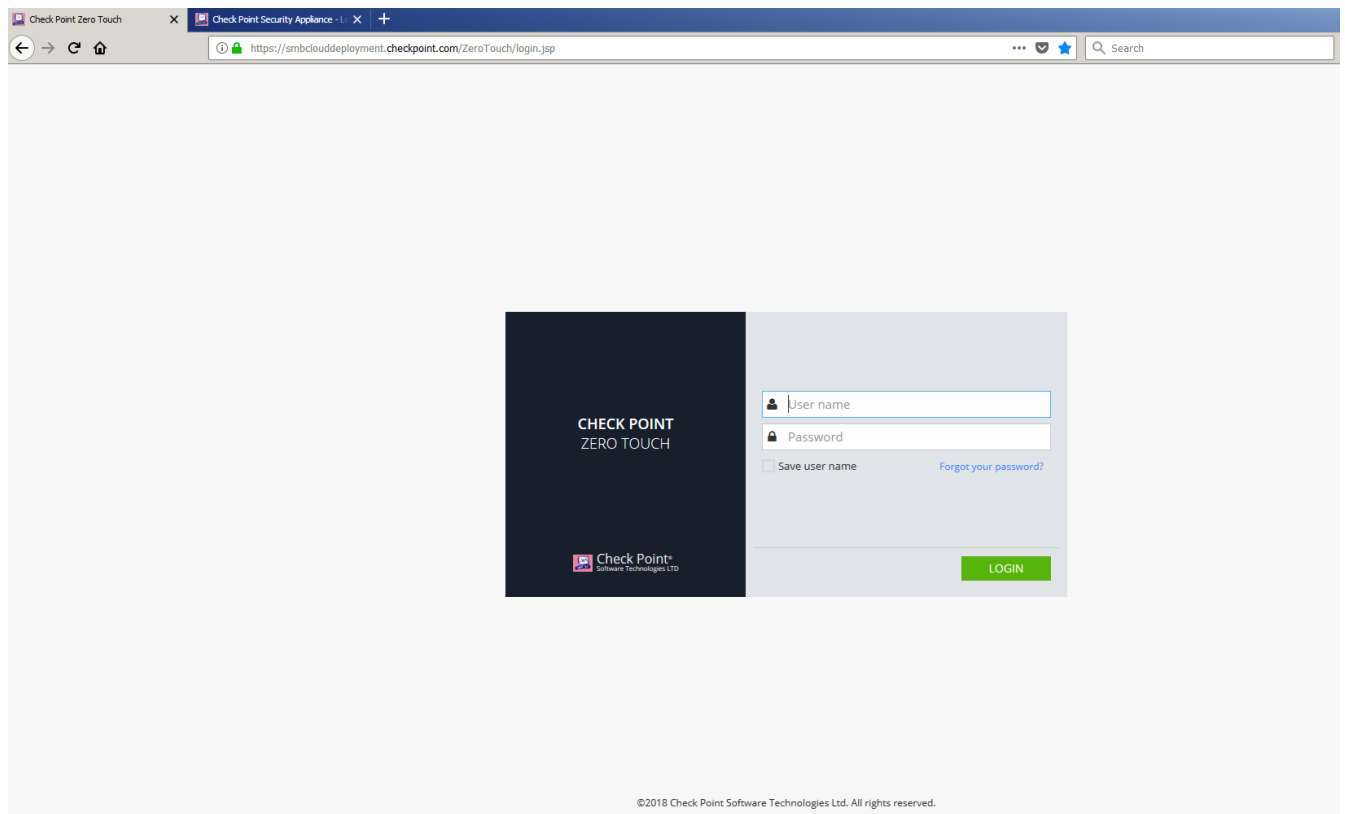 Check Point Zero Touch
Check Point Security Appliance - L
https://smbclouddeployment.checkpoint.com/ZeroTouch/login.jsp
Search
CHECK POINT
ZERO TOUCH
User name
Password
Save user name
Forgot your password?
Check Point®
Software Technologies LTD
LOGIN
©2018 Check Point Software Technologies Ltd. All rights reserved.